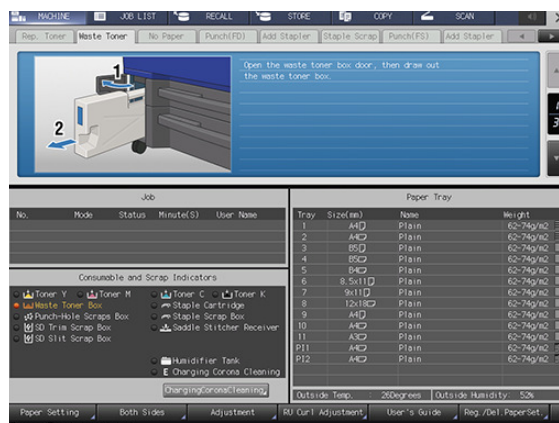 MACHINE JOB LIST RECALL STORE COPY SCAN
Rep. Toner Waste Toner No Paper Punch(FD) Add Stapler Staple Scrap Punch(FS) Add Stapler
Open the waste toner box door, then draw out
the waste toner box.
1
2
Job
No. Mode Status Minute(S) User Name
Consumable and Scrap Indicators
Toner Y Toner M Toner C Toner K
Waste Toner Box Staple Cartridge
Punch-Hole Scraps Box Staple Scrap Box
SD Trim Scrap Box Saddle Stitcher Receiver
SD Slit Scrap Box
Humidifier Tank
E Charging Corona Cleaning
ChargingCoronaCleaning
Paper Tray
Tray Size(mm) Name Weight
1 A4 Plain 62-74g/m2
2 A4 Plain 62-74g/m2
3 B5 Plain 62-74g/m2
4 B5 Plain 62-74g/m2
5 B4 Plain 62-74g/m2
6 8.5x11 Plain 62-74g/m2
7 9x11 Plain 62-74g/m2
8 12x18 Plain 62-74g/m2
9 A4 Plain 62-74g/m2
10 A4 Plain 62-74g/m2
11 A3 Plain 62-74g/m2
PI1 A4 Plain 62-74g/m2
PI2 A4 Plain 62-74g/m2
Outside Temp. : 26Degrees Outside Humidity: 52%
Paper Setting Both Sides Adjustment RU Curl Adjustment User's Guide Reg./Del.PaperSet.